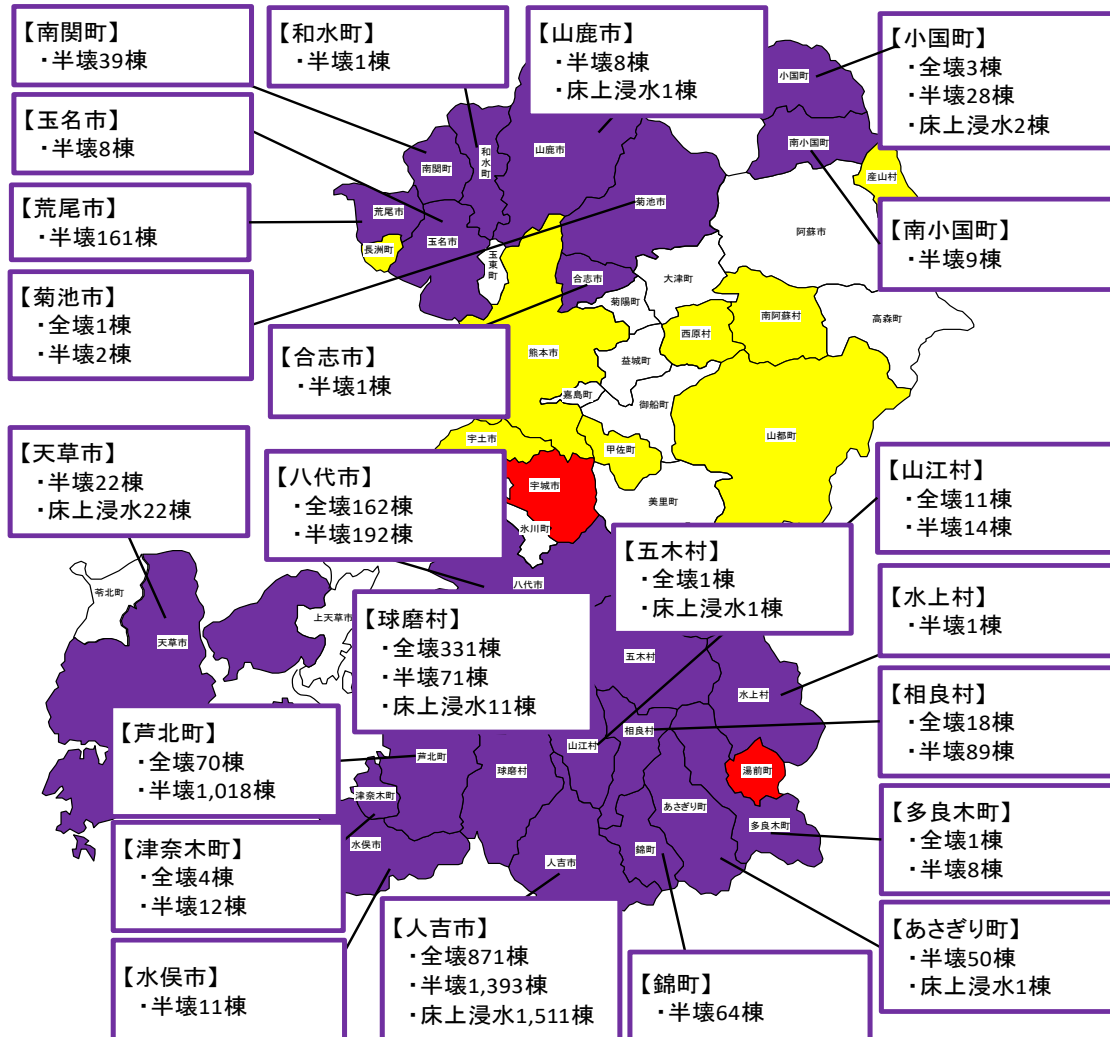 【南関町】
・半壊39棟
【和水町】
・半壊1棟
【山鹿市】
・半壊8棟
・床上浸水1棟
【小国町】
・全壊3棟
・半壊28棟
・床上浸水2棟
【玉名市】
・半壊8棟
【荒尾市】
・半壊161棟
【南小国町】
・半壊9棟
【菊池市】
・全壊1棟
・半壊2棟
【合志市】
・半壊1棟
【天草市】
・半壊22棟
・床上浸水22棟
【八代市】
・全壊162棟
・半壊192棟
【山江村】
・全壊11棟
・半壊14棟
【五木村】
・全壊1棟
・床上浸水1棟
【水上村】
・半壊1棟
【球磨村】
・全壊331棟
・半壊71棟
・床上浸水11棟
【相良村】
・全壊18棟
・半壊89棟
【芦北町】
・全壊70棟
・半壊1,018棟
【多良木町】
・全壊1棟
・半壊8棟
【津奈木町】
・全壊4棟
・半壊12棟
【あさぎり町】
・半壊50棟
・床上浸水1棟
【人吉市】
・全壊871棟
・半壊1,393棟
・床上浸水1,511棟
【水俣市】
・半壊11棟
【錦町】
・半壊64棟
小国町
南小国町
産山村
山鹿市
和水町
南関町
菊池市
荒尾市
玉名市
長洲町
玉東町
阿蘇市
合志市
大津町
菊陽町
南阿蘇村
高森町
西原村
熊本市
益城町
嘉島町
御船町
山都町
宇土市
甲佐町
宇城市
美里町
氷川町
八代市
苓北町
上天草市
天草市
五木村
水上村
相良村
山江村
芦北町
球磨村
湯前町
津奈木町
あさぎり町
多良木町
水俣市
人吉市
錦町